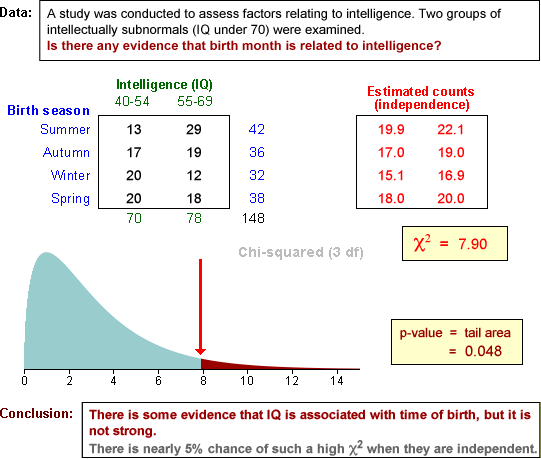 Data: A study was conducted to assess factors relating to intelligence. Two groups of
intellectually subnormals (IQ under 70) were examined.
Is there any evidence that birth month is related to intelligence?
Intelligence (IQ)
40-54 55-69
Birth season
Summer 13 29 42
Autumn 17 19 36
Winter 20 12 32
Spring 20 18 38
70 78 148
Estimated counts
(independence)
19.9 22.1
17.0 19.0
15.1 16.9
18.0 20.0
χ² = 7.90
Chi-squared (3 df)
p-value = tail area
= 0.048
0 2 4 6 8 10 12 14
Conclusion: There is some evidence that IQ is associated with time of birth, but it is
not strong.
There is nearly 5% chance of such a high χ² when they are independent.